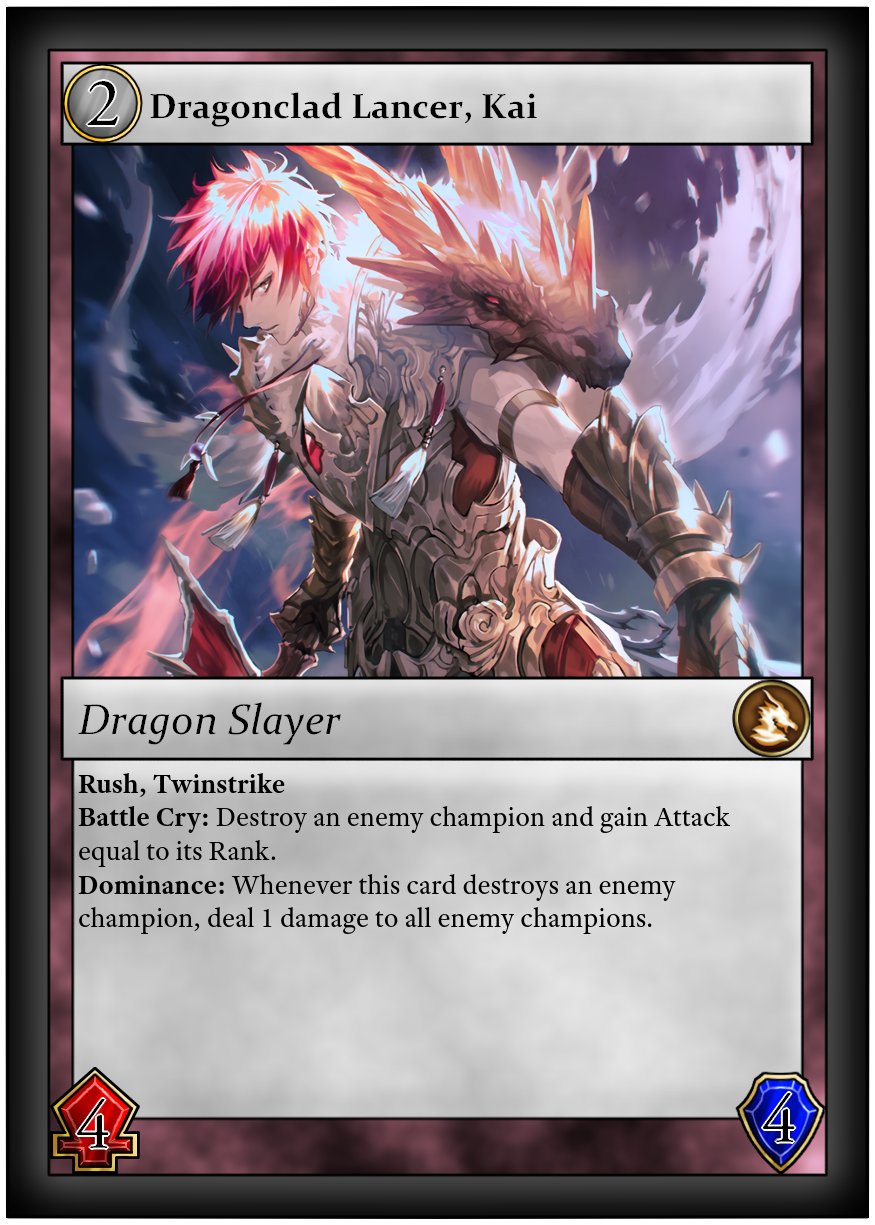 2 Dragonclad Lancer, Kai
Dragon Slayer
Rush, Twinstrike
Battle Cry: Destroy an enemy champion and gain Attack
equal to its Rank.
Dominance: Whenever this card destroys an enemy
champion, deal 1 damage to all enemy champions.
4 4